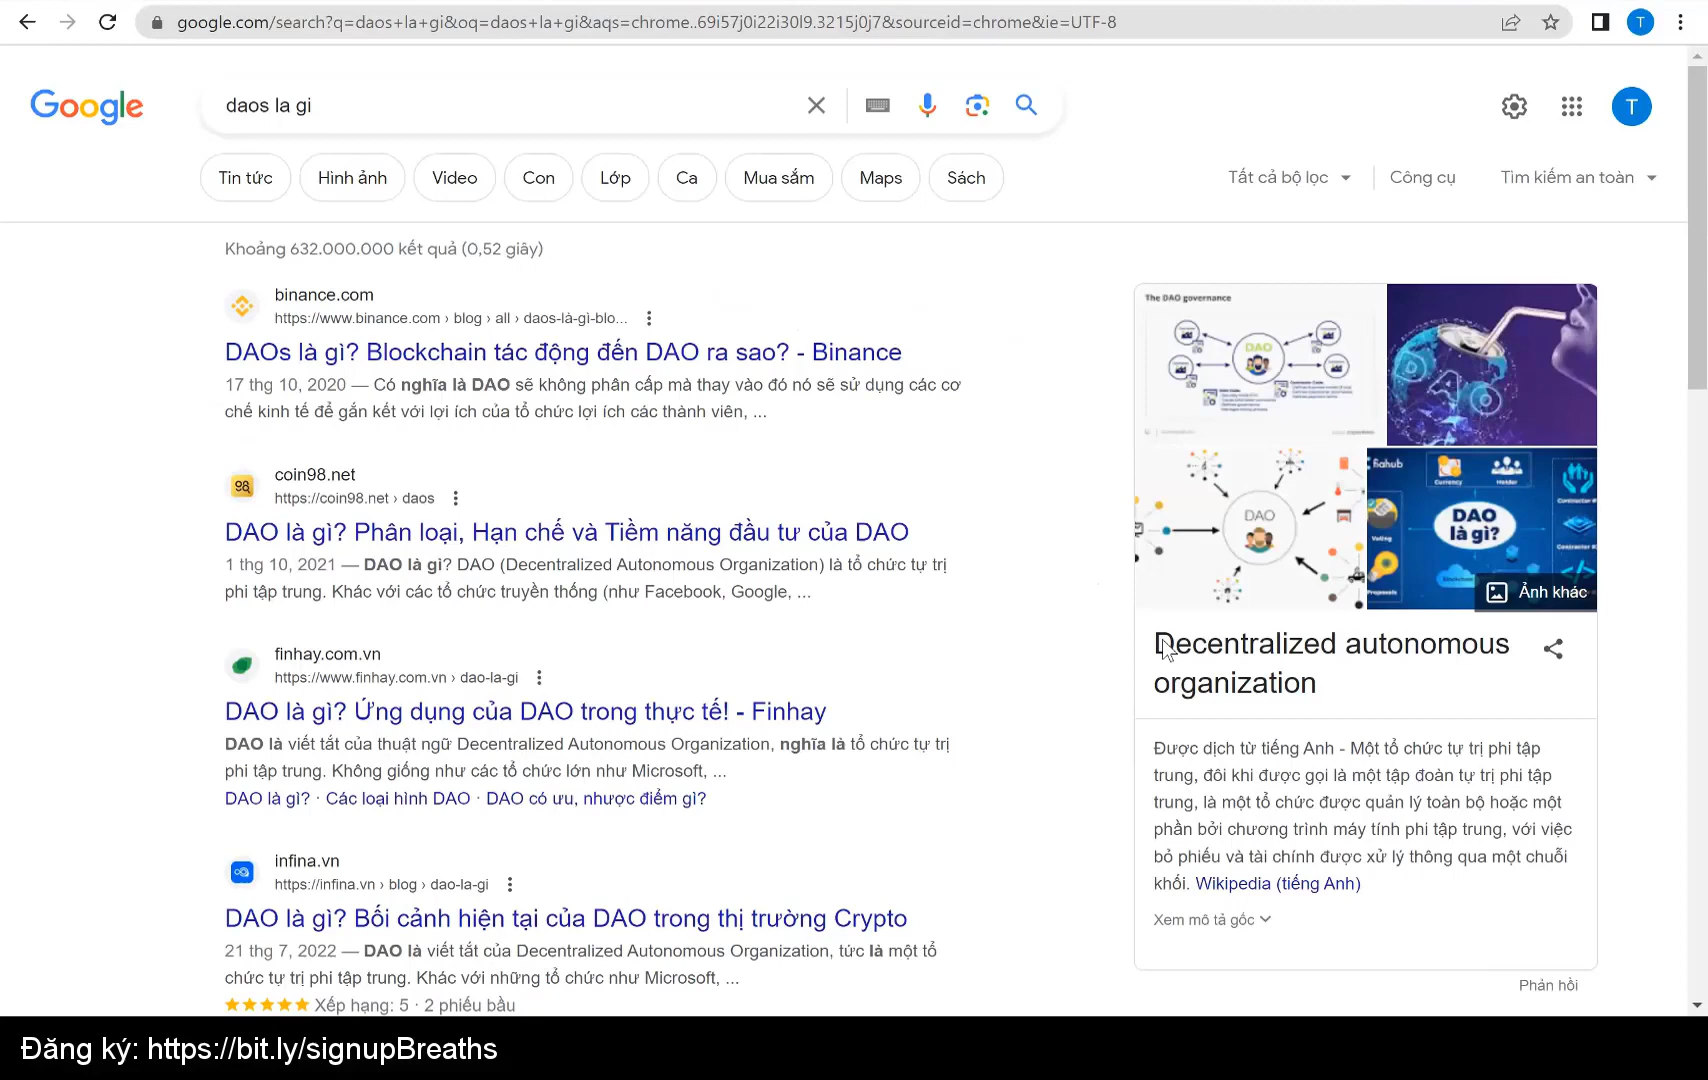 google.com/search?q=daos+la+gi&oq=daos+la+gi&aqs=chrome..69i57j0i22i30l9.3215j0j7&sourceid=chrome&ie=UTF-8
T
Google
daos la gi
T
Tin tức
Hình ảnh
Video
Con
Lớp
Ca
Mua sắm
Maps
Sách
Tất cả bộ lọc
Công cụ
Tìm kiếm an toàn
Khoảng 632.000.000 kết quả (0,52 giây)
binance.com
https://www.binance.com › blog › all › daos-là-gì-blo...
DAOs là gì? Blockchain tác động đến DAO ra sao? - Binance
17 thg 10, 2020 — Có nghĩa là DAO sẽ không phân cấp mà thay vào đó nó sẽ sử dụng các cơ
chế kinh tế để gắn kết với lợi ích của tổ chức lợi ích các thành viên, ...
coin98.net
https://coin98.net › daos
DAO là gì? Phân loại, Hạn chế và Tiềm năng đầu tư của DAO
1 thg 10, 2021 — DAO là gì? DAO (Decentralized Autonomous Organization) là tổ chức tự trị
phi tập trung. Khác với các tổ chức truyền thống (như Facebook, Google, ...
finhay.com.vn
https://www.finhay.com.vn › dao-la-gi
DAO là gì? Ứng dụng của DAO trong thực tế! - Finhay
DAO là viết tắt của thuật ngữ Decentralized Autonomous Organization, nghĩa là tổ chức tự trị
phi tập trung. Không giống như các tổ chức lớn như Microsoft, ...
DAO là gì? · Các loại hình DAO · DAO có ưu, nhược điểm gì?
infina.vn
https://infina.vn › blog › dao-la-gi
DAO là gì? Bối cảnh hiện tại của DAO trong thị trường Crypto
21 thg 7, 2022 — DAO là viết tắt của Decentralized Autonomous Organization, tức là một tổ
chức tự trị phi tập trung. Khác với những tổ chức như Microsoft, ...
Xếp hạng: 5 · 2 phiếu bầu
The DAO governance
DAO
DAO
DAO
fiahub
Currency
Holder
Voting
DAO
là gì?
Blockchain
Proposals
Ảnh khác
Decentralized autonomous
organization
Được dịch từ tiếng Anh - Một tổ chức tự trị phi tập
trung, đôi khi được gọi là một tập đoàn tự trị phi tập
trung, là một tổ chức được quản lý toàn bộ hoặc một
phần bởi chương trình máy tính phi tập trung, với việc
bỏ phiếu và tài chính được xử lý thông qua một chuỗi
khối. Wikipedia (tiếng Anh)
Xem mô tả gốc
Phản hồi
Đăng ký: https://bit.ly/signupBreaths